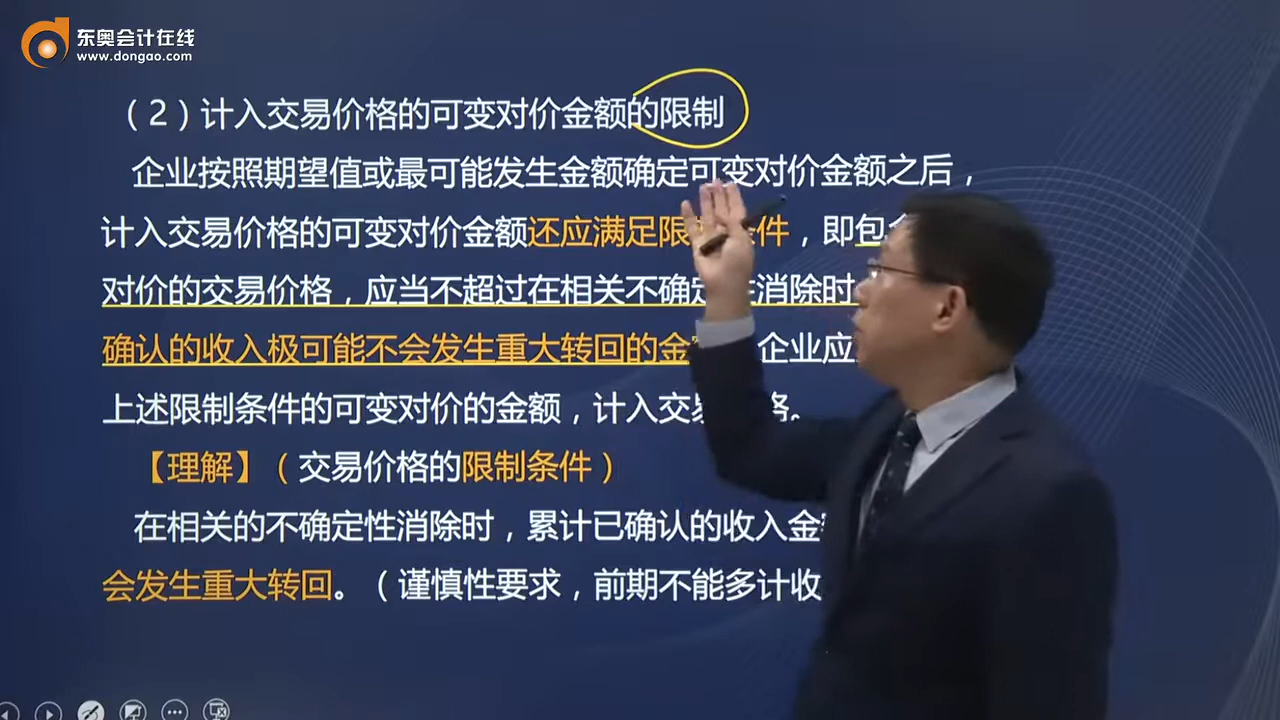 东奥会计在线
www.dongao.com
（2）计入交易价格的可变对价金额的限制
企业按照期望值或最可能发生金额确定可变对价金额之后，
计入交易价格的可变对价金额还应满足限 条件，即包
对价的交易价格，应当不超过在相关不确定 消除时
确认的收入极可能不会发生重大转回的金 企业应
上述限制条件的可变对价的金额，计入交 格。
【理解】（交易价格的限制条件）
在相关的不确定性消除时，累计已确认的收入金
会发生重大转回。（谨慎性要求，前期不能多计收